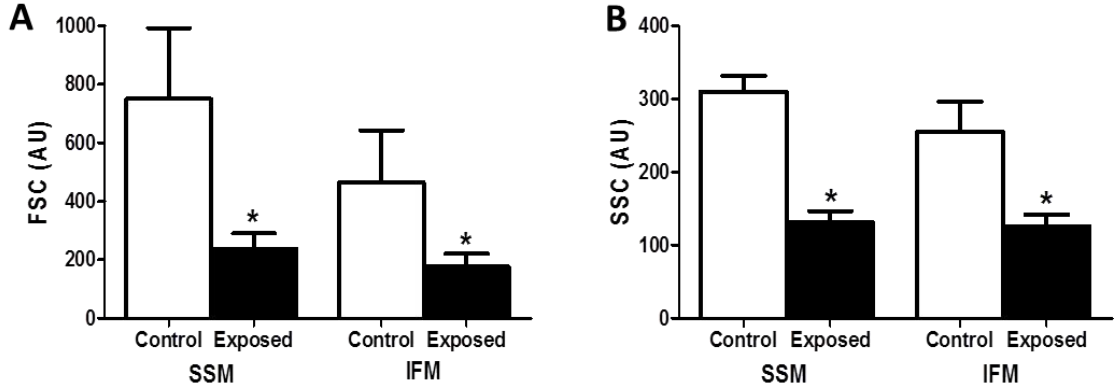 A
FSC (AU)
1000
800
600
400
200
0
*
*
Control Exposed Control Exposed
SSM IFM
B
SSC (AU)
400
300
200
100
0
*
*
Control Exposed Control Exposed
SSM IFM